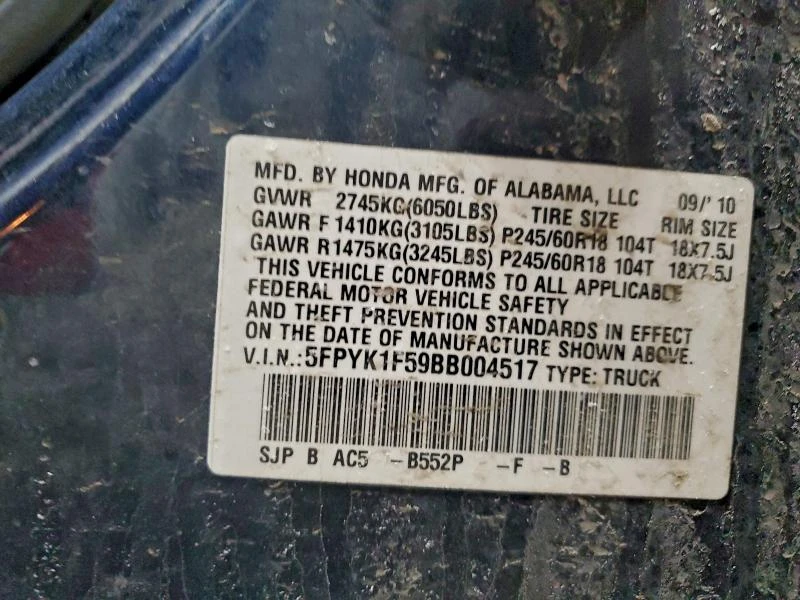 MFD. BY HONDA MFG. OF ALABAMA, LLC 09/'10
GVWR 2745KG(6050LBS) TIRE SIZE RIM SIZE
GAWR F 1410KG(3105LBS) P245/60R18 104T 18X7.5J
GAWR R1475KG(3245LBS) P245/60R18 104T 18X7.5J
THIS VEHICLE CONFORMS TO ALL APPLICABLE
FEDERAL MOTOR VEHICLE SAFETY
AND THEFT PREVENTION STANDARDS IN EFFECT
ON THE DATE OF MANUFACTURE SHOWN ABOVE.
V.I.N.:5FPYK1F59BB004517 TYPE: TRUCK
SJP B AC5 -B552P -F -B